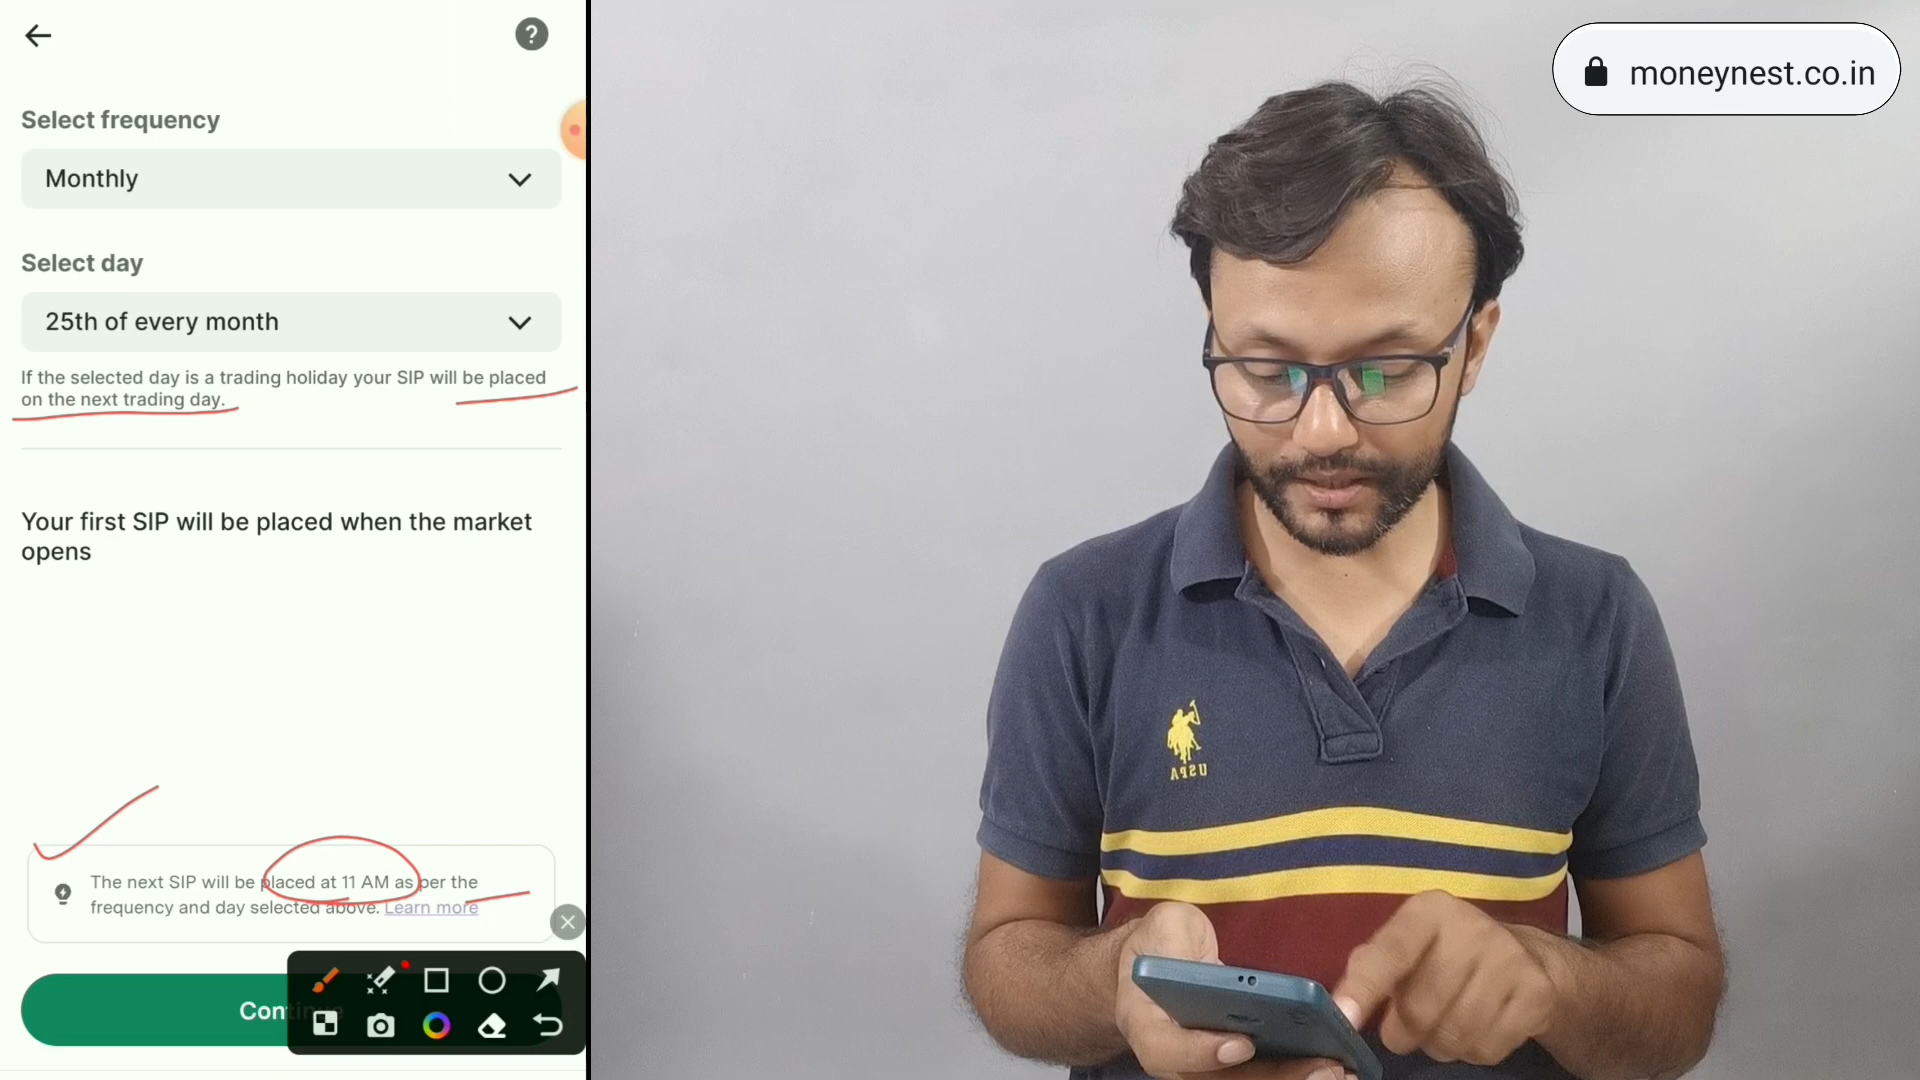 ?
Select frequency
Monthly
Select day
25th of every month
If the selected day is a trading holiday your SIP will be placed
on the next trading day.
Your first SIP will be placed when the market
opens
The next SIP will be placed at 11 AM as per the
frequency and day selected above. Learn more
Continue
moneynest.co.in
USPA